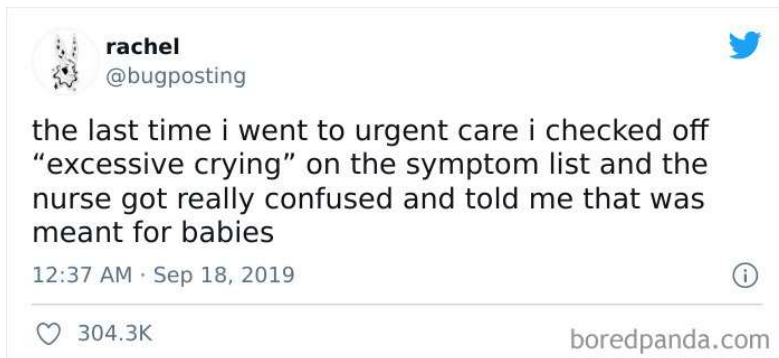 rachel
@bugposting
the last time i went to urgent care i checked off
“excessive crying” on the symptom list and the
nurse got really confused and told me that was
meant for babies
12:37 AM · Sep 18, 2019
304.3K
boredpanda.com